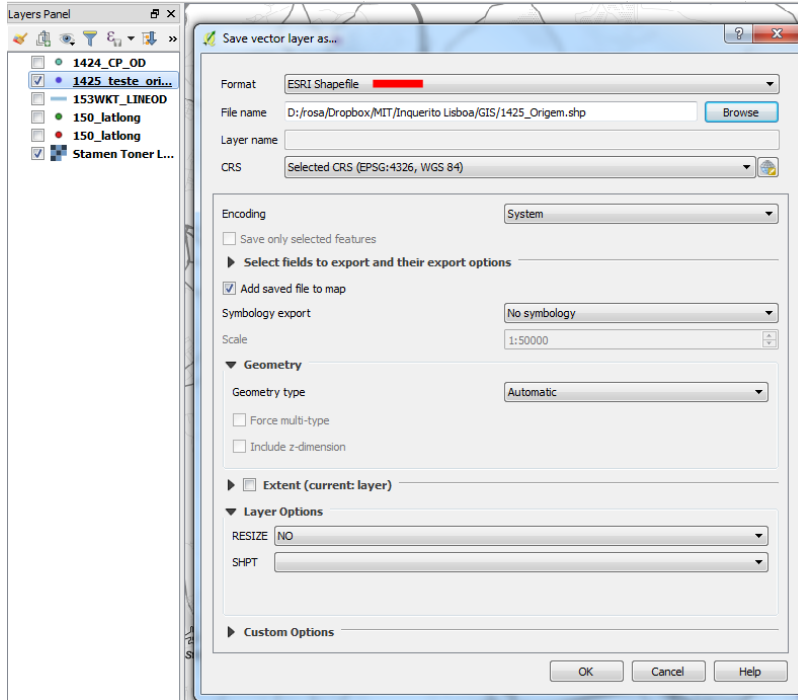 Layers Panel
1424_CP_OD
1425_teste_ori...
153WKT_LINEOD
150_latlong
150_latlong
Stamen Toner L...
Save vector layer as...
Format
ESRI Shapefile
File name
D:/rosa/Dropbox/MIT/Inquerito Lisboa/GIS/1425_Origem.shp
Browse
Layer name
CRS
Selected CRS (EPSG:4326, WGS 84)
Encoding
System
Save only selected features
Select fields to export and their export options
Add saved file to map
Symbology export
No symbology
Scale
1:50000
Geometry
Geometry type
Automatic
Force multi-type
Include z-dimension
Extent (current: layer)
Layer Options
RESIZE
NO
SHPT
Custom Options
OK
Cancel
Help